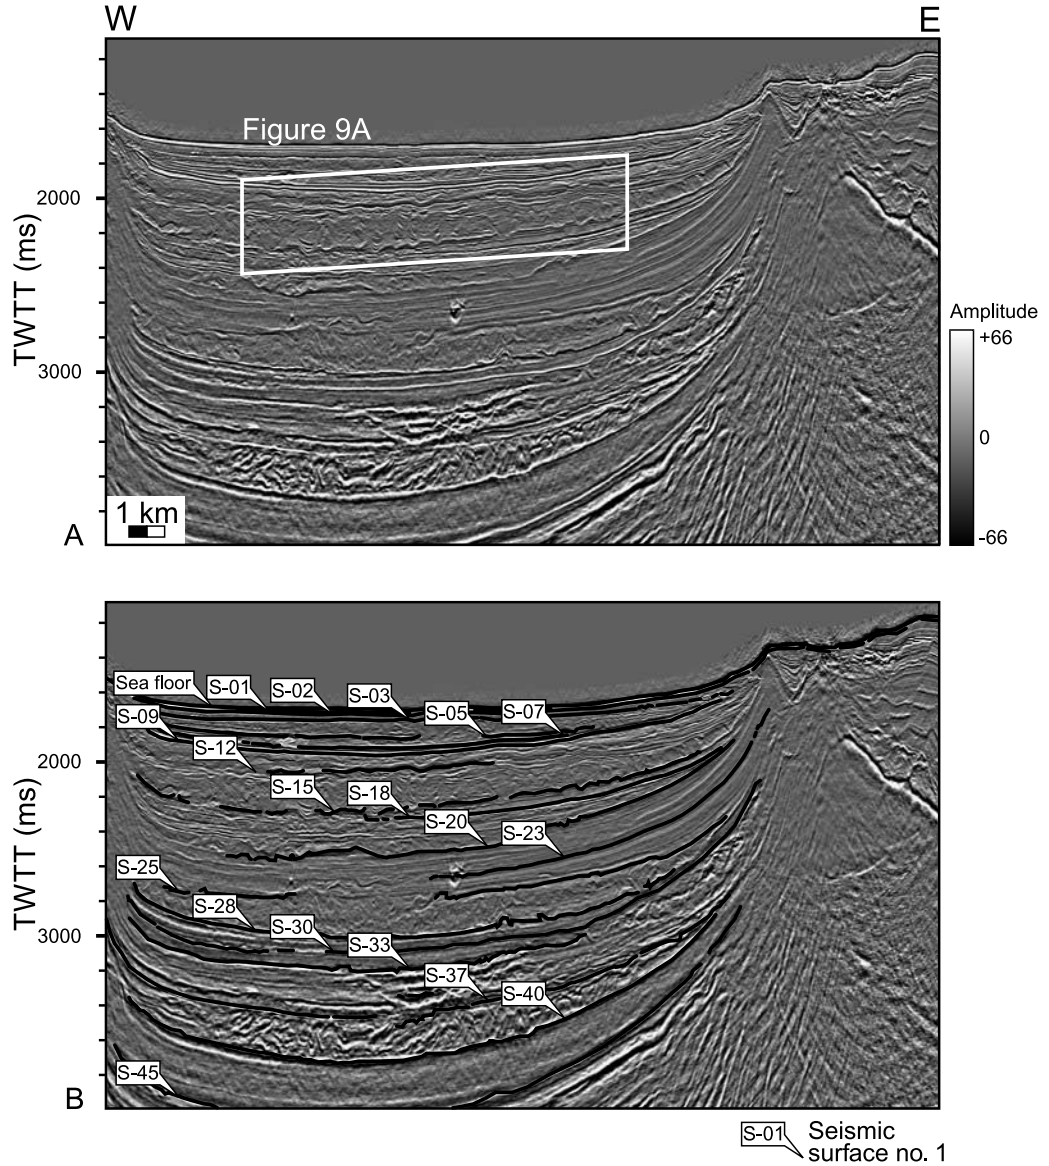 W
E
Figure 9A
2000
TWTT (ms)
3000
Amplitude
+66
0
-66
1 km
A
Sea floor
S-01
S-02
S-03
S-05
S-07
S-09
S-12
2000
S-15
S-18
S-20
S-23
TWTT (ms)
S-25
S-28
S-30
3000
S-33
S-37
S-40
S-45
B
S-01
Seismic
surface no. 1